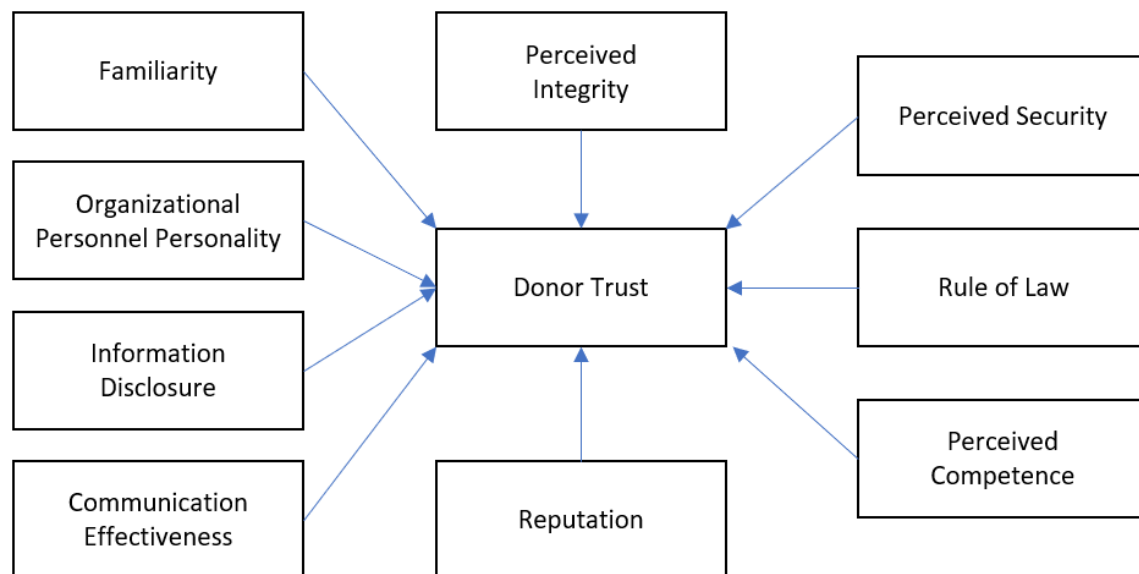 Familiarity
Organizational
Personnel Personality
Information
Disclosure
Communication
Effectiveness
Perceived
Integrity
Donor Trust
Reputation
Perceived Security
Rule of Law
Perceived
Competence